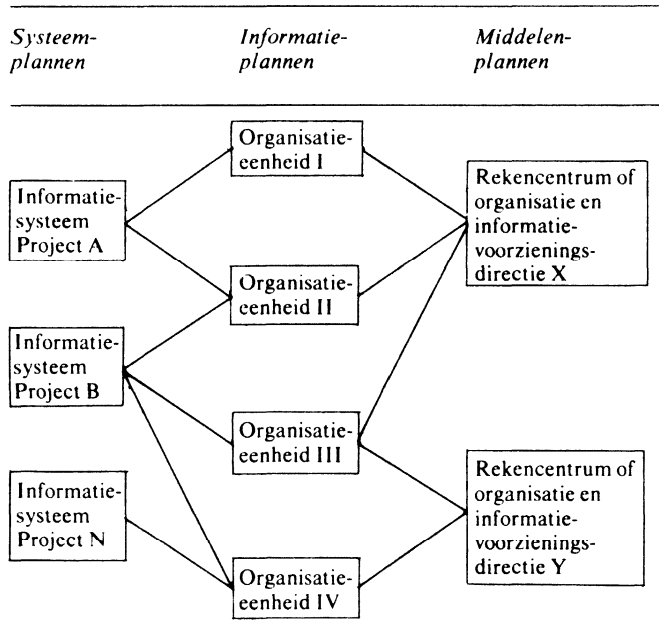 Systeem-
plannen
Informatie-
plannen
Middelen-
plannen
Organisatie-
eenheid I
Informatie-
systeem
Project A
Rekencentrum of
organisatie en
informatie-
voorzienings-
directie X
Organisatie-
eenheid II
Informatie-
systeem
Project B
Organisatie-
eenheid III
Informatie-
systeem
Project N
Rekencentrum of
organisatie en
informatie-
voorzienings-
directie Y
Organisatie-
eenheid IV